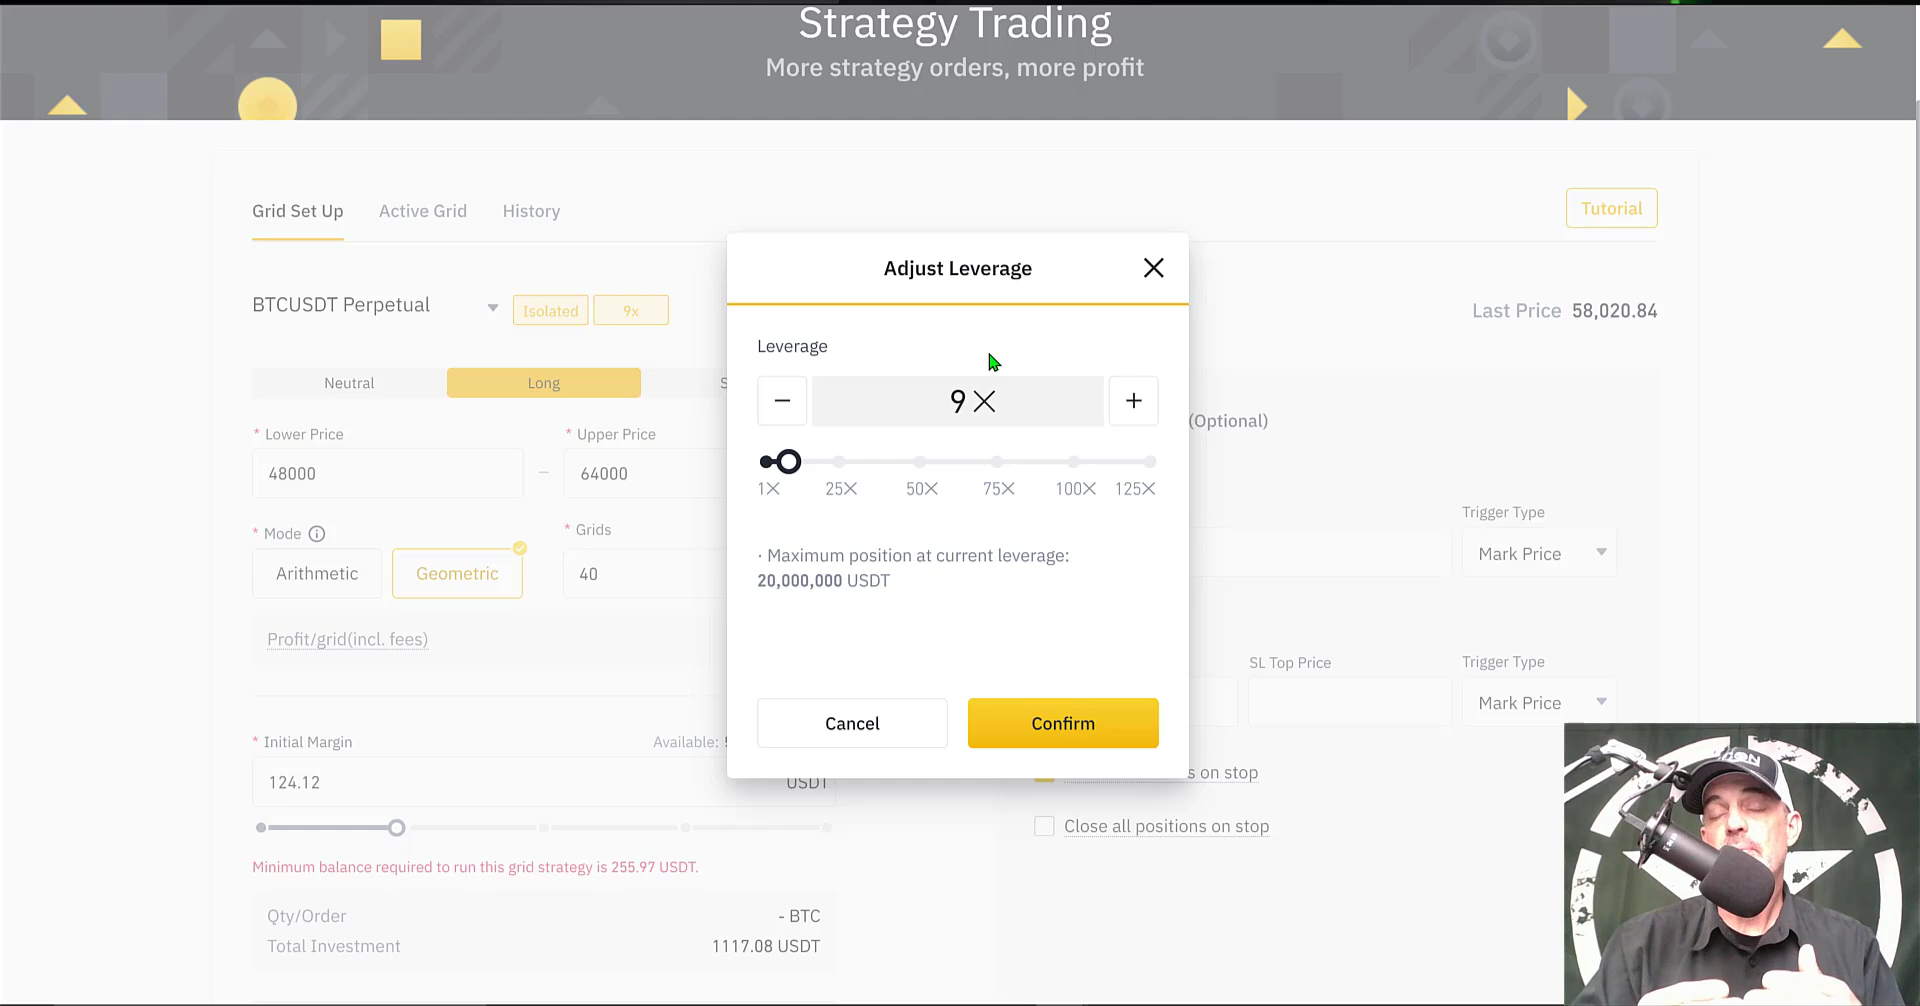 Strategy Trading
More strategy orders, more profit
Grid Set Up
Active Grid
History
Tutorial
BTCUSDT Perpetual
Isolated
9x
Last Price 58,020.84
Neutral
Long
S
* Lower Price
* Upper Price
48000
–
64000
* Mode
* Grids
Arithmetic
Geometric
40
Profit/grid(incl. fees)
* Initial Margin
Available:
124.12
USDT
Minimum balance required to run this grid strategy is 255.97 USDT.
Qty/Order
- BTC
Total Investment
1117.08 USDT
Adjust Leverage
Leverage
9X
1X
25X
50X
75X
100X
125X
· Maximum position at current leverage:
20,000,000 USDT
Cancel
Confirm
(Optional)
Trigger Type
Mark Price
SL Top Price
Trigger Type
Mark Price
s on stop
Close all positions on stop